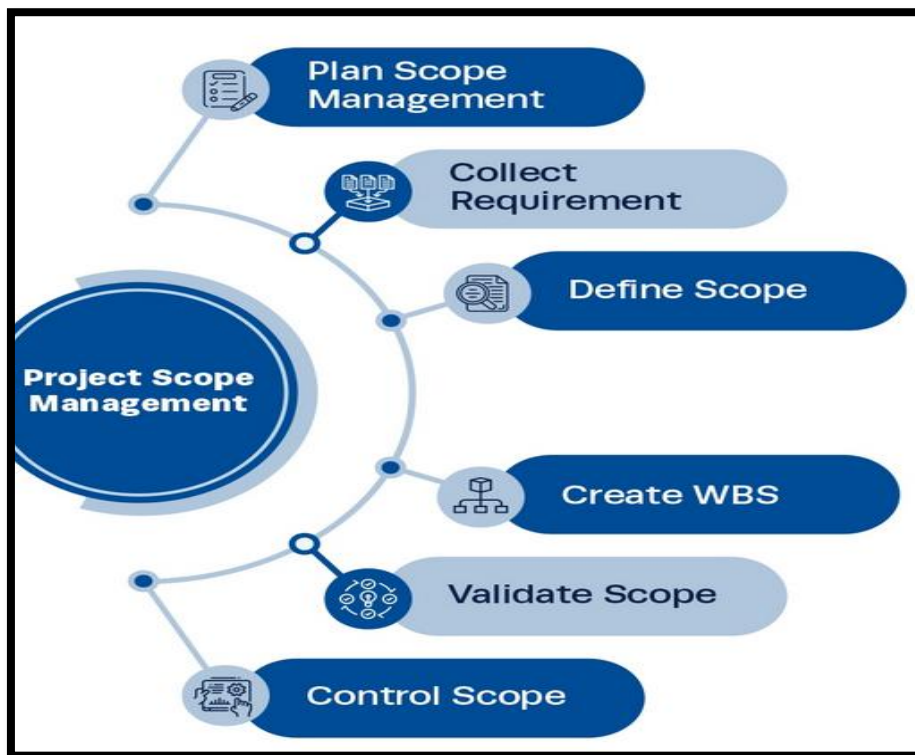 Plan Scope
Management
Collect
Requirement
Define Scope
Project Scope
Management
Create WBS
Validate Scope
Control Scope